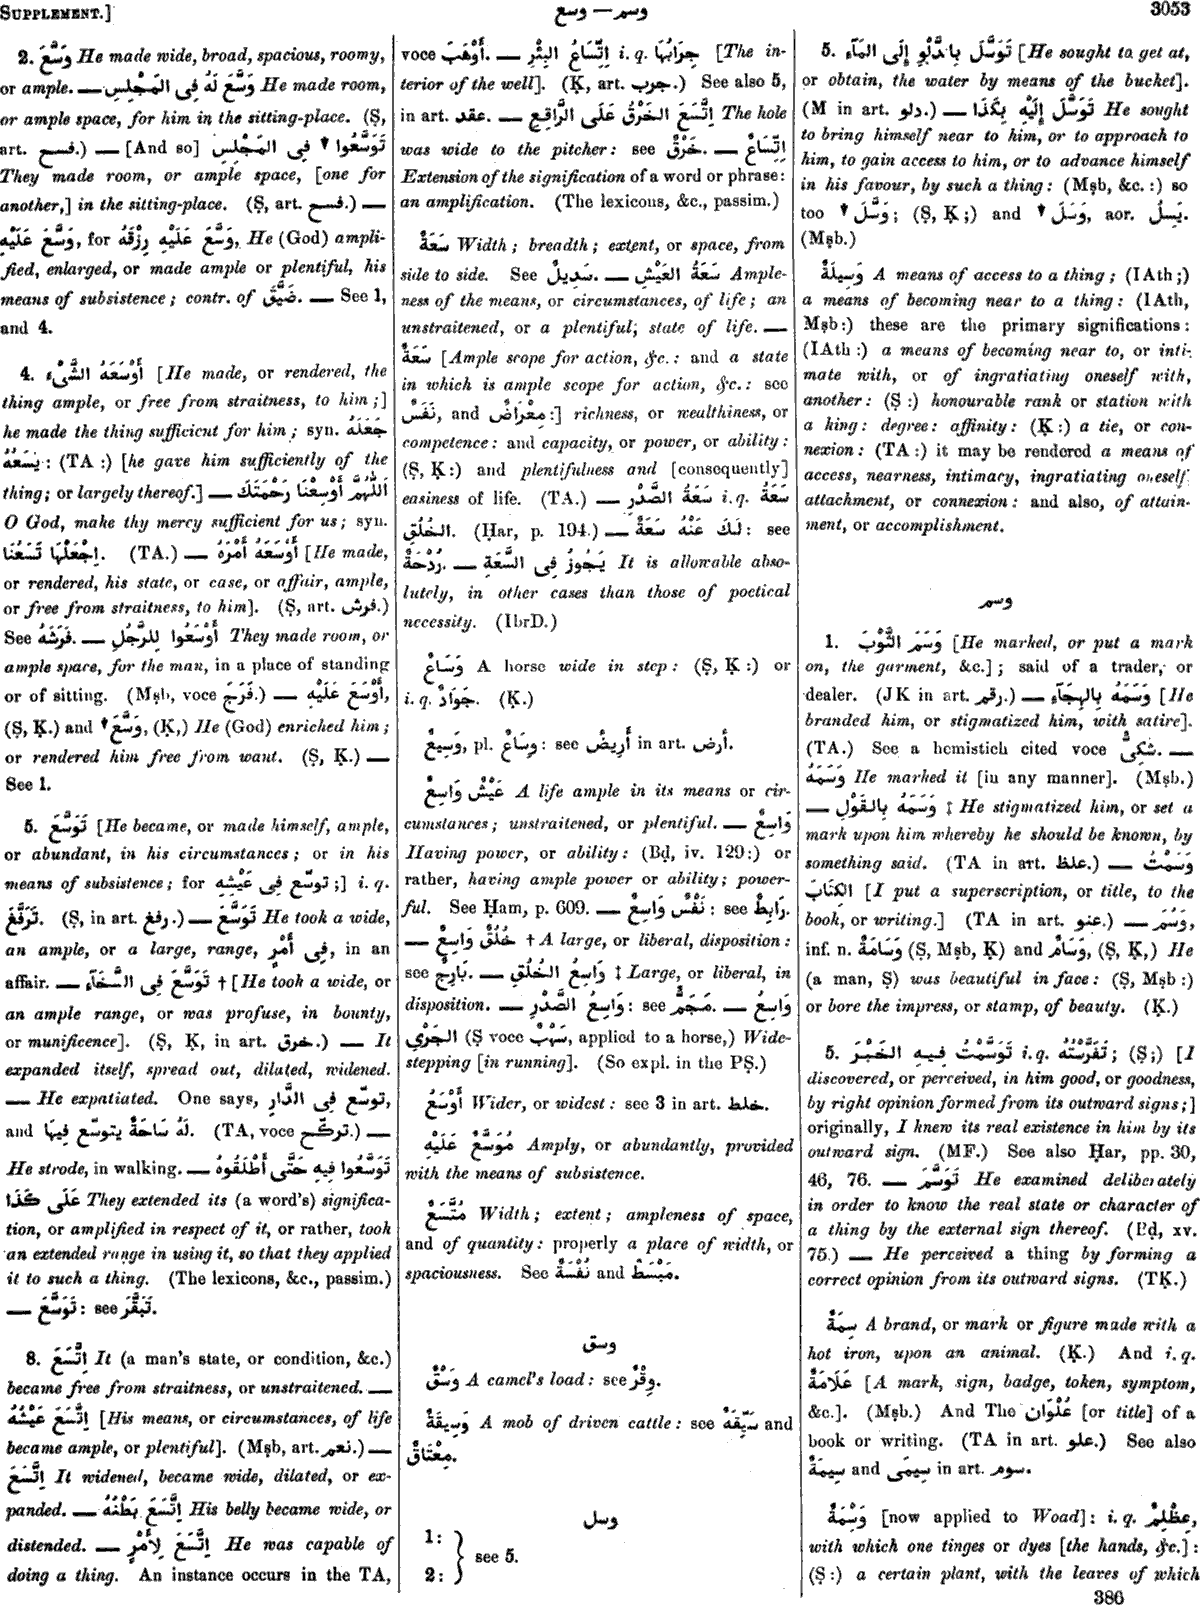 SUPPLEMENT.]
وسع — وسم
3053
2. وَسَّعَ He made wide, broad, spacious, roomy,
or ample. — وَسَّعَ لَهُ فِى المَجْلِسِ He made room,
or ample space, for him in the sitting-place. (Ṣ,
art. فسح.) — [And so] تَوَسَّعُوا فِى المَجْلِسِ
They made room, or ample space, [one for
another,] in the sitting-place. (Ṣ, art. فسح.) —
وَسَّعَ عَلَيْهِ, for وَسَّعَ عَلَيْهِ رِزْقَهُ, He (God) ampli-
fied, enlarged, or made ample or plentiful, his
means of subsistence; contr. of ضَيَّقَ. — See 1,
and 4.
4. أَوْسَعَهُ الشَّىْءَ [He made, or rendered, the
thing ample, or free from straitness, to him;]
he made the thing sufficient for him; syn. جَعَلَهُ
يَسَعُهُ: (TA:) [he gave him sufficiently of the
thing; or largely thereof.] — اَللّٰهُمَّ أَوْسِعْنَا رَحْمَتَكَ
O God, make thy mercy sufficient for us; syn.
اِجْعَلْهَا تَسَعُنَا. (TA.) — أَوْسَعَهُ أَمْرَهُ [He made,
or rendered, his state, or case, or affair, ample,
or free from straitness, to him]. (Ṣ, art. فرش.)
See فَرَشَهُ. — أَوْسَعُوا لِلرَّجُلِ They made room, or
ample space, for the man, in a place of standing
or of sitting. (Mṣb, voce فَرَجَ.) — أَوْسَعَ عَلَيْهِ,
(Ṣ, Ḳ.) and وَسَّعَ, (Ḳ,) He (God) enriched him;
or rendered him free from want. (Ṣ, Ḳ.) —
See 1.
5. تَوَسَّعَ [He became, or made himself, ample,
or abundant, in his circumstances; or in his
means of subsistence; for توسّع فى عَيْشِهِ;] i. q.
تَرَفَّغَ. (Ṣ, in art. رفغ.) — تَوَسَّعَ He took a wide,
an ample, or a large, range, فِى أَمْرٍ, in an
affair. — تَوَسَّعَ فِى السَّخَآءِ † [He took a wide, or
an ample range, or was profuse, in bounty,
or munificence]. (Ṣ, Ḳ, in art. خرق.) — It
expanded itself, spread out, dilated, widened.
— He expatiated. One says, توسّع فِى الدَّارِ,
and لَهُ سَاحَةٌ يتوسّع فِيهَا. (TA, voce تركّح.) —
He strode, in walking. — تَوَسَّعُوا فِيهِ حَتَّى أَطْلَقُوهُ
عَلَى كَذَا They extended its (a word's) significa-
tion, or amplified in respect of it, or rather, took
an extended range in using it, so that they applied
it to such a thing. (The lexicons, &c., passim.)
— تَوَسَّعَ: see تَبَقَّرَ.
8. اِتَّسَعَ It (a man's state, or condition, &c.)
became free from straitness, or unstraitened. —
اِتَّسَعَ عَيْشُهُ [His means, or circumstances, of life
became ample, or plentiful]. (Mṣb, art. نعم.) —
اِتَّسَعَ It widened, became wide, dilated, or ex-
panded. — اِتَّسَعَ بَطْنُهُ His belly became wide, or
distended. — اِتَّسَعَ لِأَمْرٍ He was capable of
doing a thing. An instance occurs in the TA,
voce أَوْهَبَ. — اِتِّسَاعُ البِئْرِ i. q. جِرَابُهَا [The in-
terior of the well]. (Ḳ, art. جرب.) See also 5,
in art. عقد. — اِتَّسَعَ الخَرْقُ عَلَى الرَّاقِعِ The hole
was wide to the pitcher: see خَرْقٌ. — اِتِّسَاعٌ
Extension of the signification of a word or phrase:
an amplification. (The lexicons, &c., passim.)
سَعَةٌ Width; breadth; extent, or space, from
side to side. See سَدِيلٌ. — سَعَةُ العَيْشِ Ample-
ness of the means, or circumstances, of life; an
unstraitened, or a plentiful, state of life. —
سَعَةٌ [Ample scope for action, &c.: and a state
in which is ample scope for action, &c.: see
نَفَسٌ, and مِعْرَاضٌ:] richness, or wealthiness, or
competence: and capacity, or power, or ability:
(Ṣ, Ḳ:) and plentifulness and [consequently]
easiness of life. (TA.) — سَعَةُ الصَّدْرِ i. q. سَعَةُ
الخُلُقِ. (Ḥar, p. 194.) — لَكَ عَنْهُ سَعَةٌ: see
رُدْحَةٌ. — يَجُوزُ فِى السَّعَةِ It is allowable abso-
lutely, in other cases than those of poetical
necessity. (IbrD.)
وَسَاعٌ A horse wide in step: (Ṣ, Ḳ:) or
i. q. جَوَادٌ. (Ḳ.)
وَسِيعٌ, pl. وِسَاعٌ: see أَرِيضٌ in art. أرض.
عَيْشٌ وَاسِعٌ A life ample in its means or cir-
cumstances; unstraitened, or plentiful. — وَاسِعٌ
Having power, or ability: (Bḍ, iv. 129:) or
rather, having ample power or ability; power-
ful. See Ḥam, p. 609. — نَفْسٌ وَاسِعٌ: see رَابِطٌ.
— خُلُقٌ وَاسِعٌ † A large, or liberal, disposition:
see بَارِحٌ. — وَاسِعُ الخُلُقِ ‡ Large, or liberal, in
disposition. — وَاسِعُ الصَّدْرِ: see مَجَمٌّ. — وَاسِعُ
الجَرْىِ (Ṣ voce سَهْبٌ, applied to a horse,) Wide-
stepping [in running]. (So expl. in the PṢ.)
أَوْسَعُ Wider, or widest: see 3 in art. خلط.
مُوَسَّعٌ عَلَيْهِ Amply, or abundantly, provided
with the means of subsistence.
مُتَّسَعٌ Width; extent; ampleness of space,
and of quantity: properly a place of width, or
spaciousness. See نُفْسَةٌ and مَبْسَطٌ.
وسق
وَسْقٌ A camel's load: see وِقْرٌ.
وَسِيقَةٌ A mob of driven cattle: see سَيِّقَةٌ and
مِعْتَاقٌ.
وسل
1:
2: } see 5.
5. تَوَسَّلَ بِالدَّلْوِ إِلَى المَآءِ [He sought to get at,
or obtain, the water by means of the bucket].
(M in art. دلو.) — تَوَسَّلَ إِلَيْهِ بِكَذَا He sought
to bring himself near to him, or to approach to
him, to gain access to him, or to advance himself
in his favour, by such a thing: (Mṣb, &c.:) so
too وَسَّلَ; (Ṣ, Ḳ;) and وَسَلَ, aor. يَسِلُ.
(Mṣb.)
وَسِيلَةٌ A means of access to a thing; (IAth;)
a means of becoming near to a thing: (IAth,
Mṣb:) these are the primary significations:
(IAth:) a means of becoming near to, or inti-
mate with, or of ingratiating oneself with,
another: (Ṣ:) honourable rank or station with
a king: degree: affinity: (Ḳ:) a tie, or con-
nexion: (TA:) it may be rendered a means of
access, nearness, intimacy, ingratiating oneself
attachment, or connexion: and also, of attain-
ment, or accomplishment.
وسم
1. وَسَمَ الثَّوْبَ [He marked, or put a mark
on, the garment, &c.]; said of a trader, or
dealer. (JK in art. رقم.) — وَسَمَهُ بِالهِجَآءِ [He
branded him, or stigmatized him, with satire].
(TA.) See a hemistich cited voce شكىٌّ. —
وَسَمَهُ He marked it [in any manner]. (Mṣb.)
— وَسَمَهُ بِالقَوْلِ ‡ He stigmatized him, or set a
mark upon him whereby he should be known, by
something said. (TA in art. علظ.) — وَسَمْتُ
الكِتَابَ [I put a superscription, or title, to the
book, or writing.] (TA in art. عنو.) — وَسُمَ,
inf. n. وَسَامَةٌ (Ṣ, Mṣb, Ḳ) and وَسَامٌ, (Ṣ, Ḳ,) He
(a man, Ṣ) was beautiful in face: (Ṣ, Mṣb:)
or bore the impress, or stamp, of beauty. (Ḳ.)
5. تَوَسَّمْتُ فِيهِ الخَيْرَ i. q. تَفَرَّسْتُهُ; (Ṣ;) [I
discovered, or perceived, in him good, or goodness,
by right opinion formed from its outward signs;]
originally, I knew its real existence in him by its
outward sign. (MF.) See also Ḥar, pp. 30,
46, 76. — تَوَسَّمَ He examined deliberately
in order to know the real state or character of
a thing by the external sign thereof. (Bḍ, xv.
75.) — He perceived a thing by forming a
correct opinion from its outward signs. (TḲ.)
سِمَةٌ A brand, or mark or figure made with a
hot iron, upon an animal. (Ḳ.) And i. q.
عَلَامَةٌ [A mark, sign, badge, token, symptom,
&c.]. (Mṣb.) And The عُلْوَان [or title] of a
book or writing. (TA in art. علو.) See also
سِيمَةٌ and سِيمَى in art. سوم.
وَسْمَةٌ [now applied to Woad]: i. q. عِظْلِمٌ,
with which one tinges or dyes [the hands, &c.]:
(Ṣ:) a certain plant, with the leaves of which
386